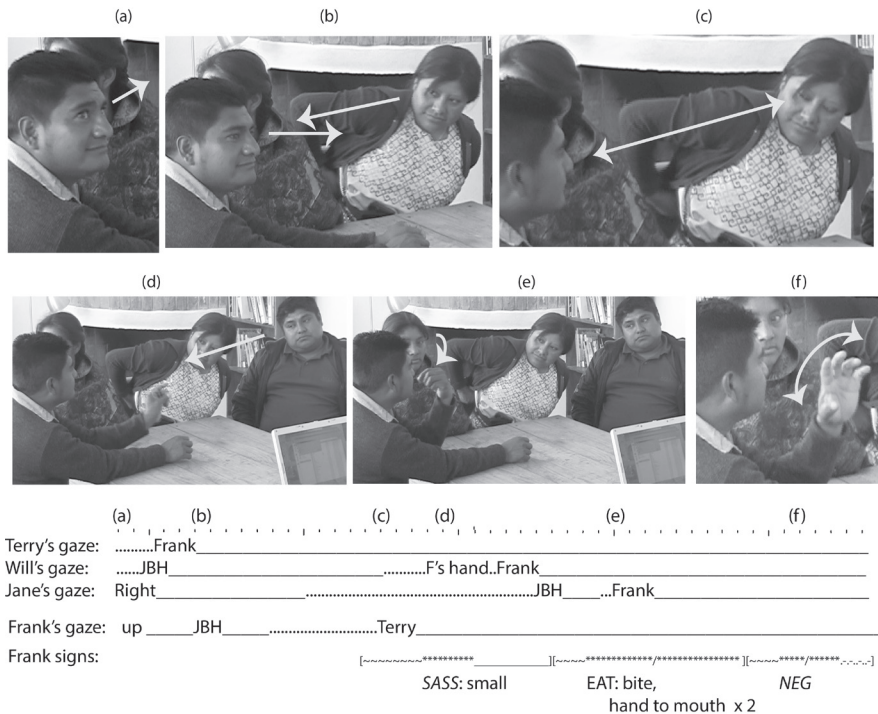 (a) (b) (c)
(d) (e) (f)
(a) (b) (c) (d) (e) (f)
Terry's gaze: ..........Frank
Will's gaze: ......JBH ...........F's hand..Frank
Jane's gaze: Right ............................................................JBH ...Frank
Frank's gaze: up JBH ............................Terry
Frank signs: [~~~~~~~~**********__________][~~~~*************/**************** ][~~~~*****/******.-.-..-..-]
SASS: small EAT: bite, NEG
hand to mouth x 2